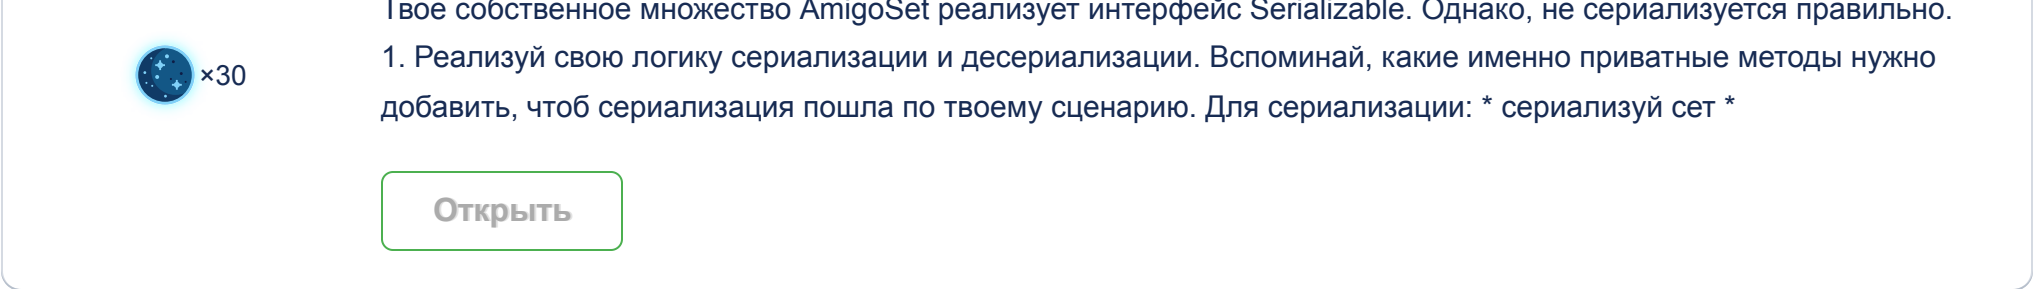 Твое собственное множество AmigoSet реализует интерфейс Serializable. Однако, не сериализуется правильно.
1. Реализуй свою логику сериализации и десериализации. Вспоминай, какие именно приватные методы нужно
×30
добавить, чтоб сериализация пошла по твоему сценарию. Для сериализации: * сериализуй сет *
Открыть